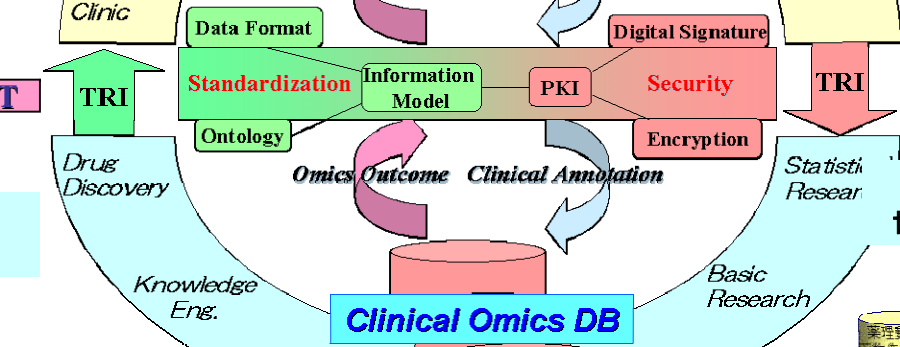 Clinic
Data Format
Digital Signature
T
TRI
Standardization
Information
Model
PKI
Security
TRI
Ontology
Encryption
Drug
Discovery
Omics Outcome
Clinical Annotation
Knowledge
Eng.
Basic
Research
Clinical Omics DB